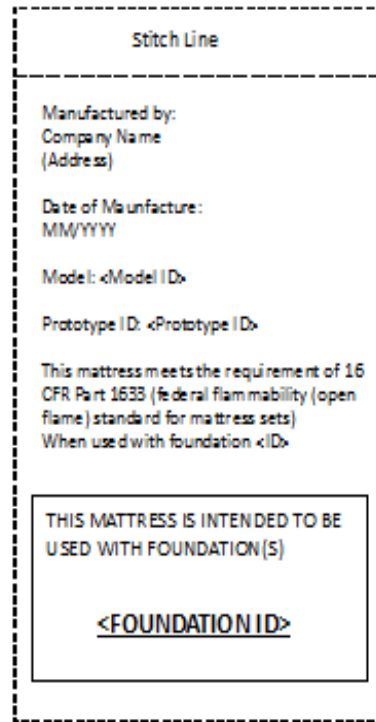 Stitch Line
Manufactured by:
Company Name
(Address)
Date of Maunfacture:
MM/YYYY
Model: <Model ID>
Prototype ID: <Prototype ID>
This mattress meets the requirement of 16
CFR Part 1633 (federal flammability (open
flame) standard for mattress sets)
When used with foundation <ID>
THIS MATTRESS IS INTENDED TO BE
USED WITH FOUNDATION(S)
<FOUNDATION ID>